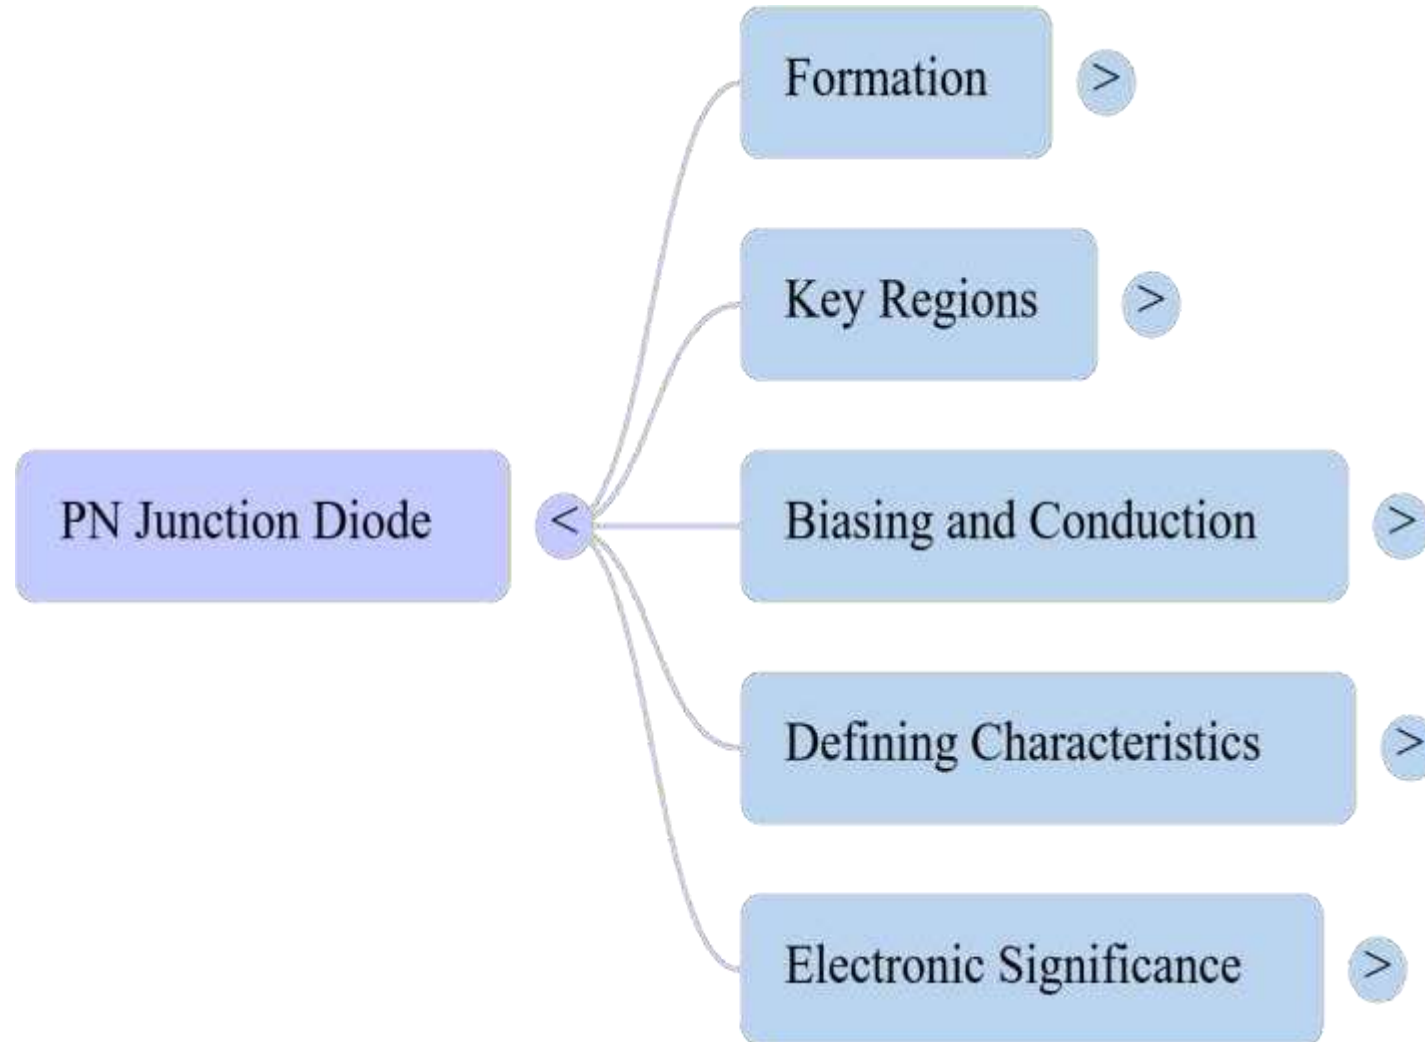 Formation >
Key Regions >
PN Junction Diode <
Biasing and Conduction >
Defining Characteristics >
Electronic Significance >